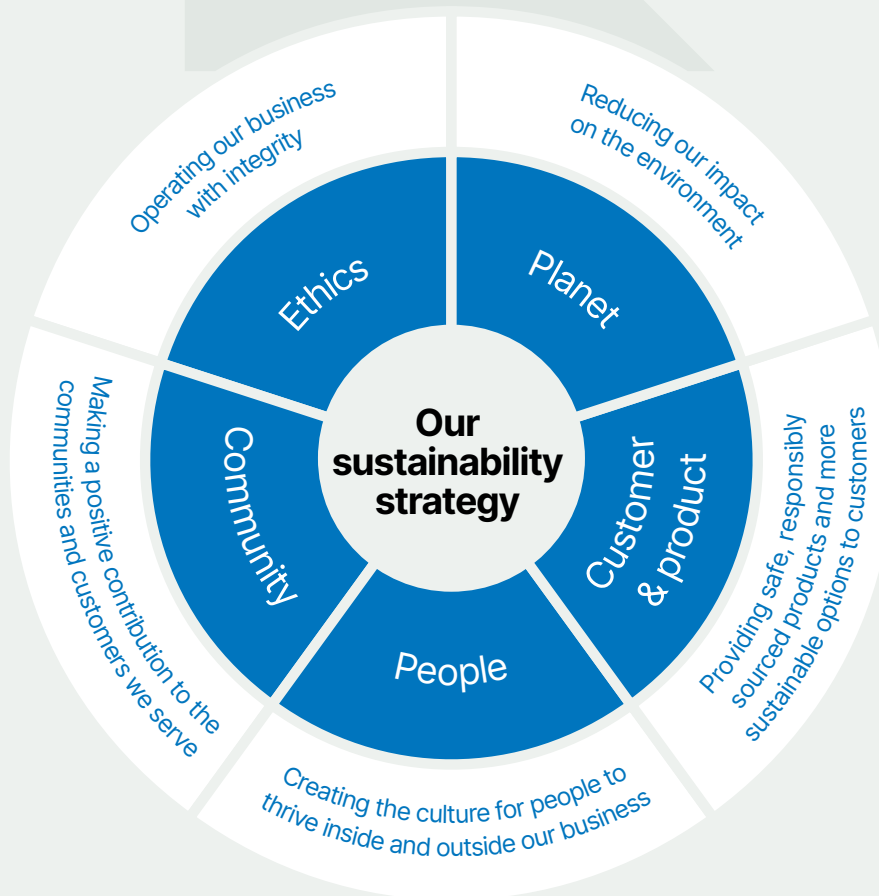 Our
sustainability
strategy
Planet
Reducing our impact
on the environment
Customer
& product
Providing safe, responsibly
sourced products and more
sustainable options to customers
People
Creating the culture for people to
thrive inside and outside our business
Community
Making a positive contribution to the
communities and customers we serve
Ethics
Operating our business
with integrity